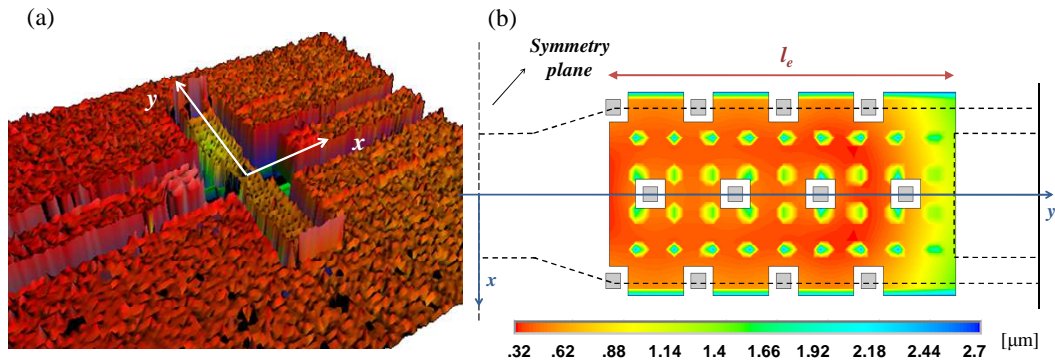 (a)
(b)
y
x
Symmetry
plane
l_e
y
x
.32 .62 .88 1.14 1.4 1.66 1.92 2.18 2.44 2.7 [μm]